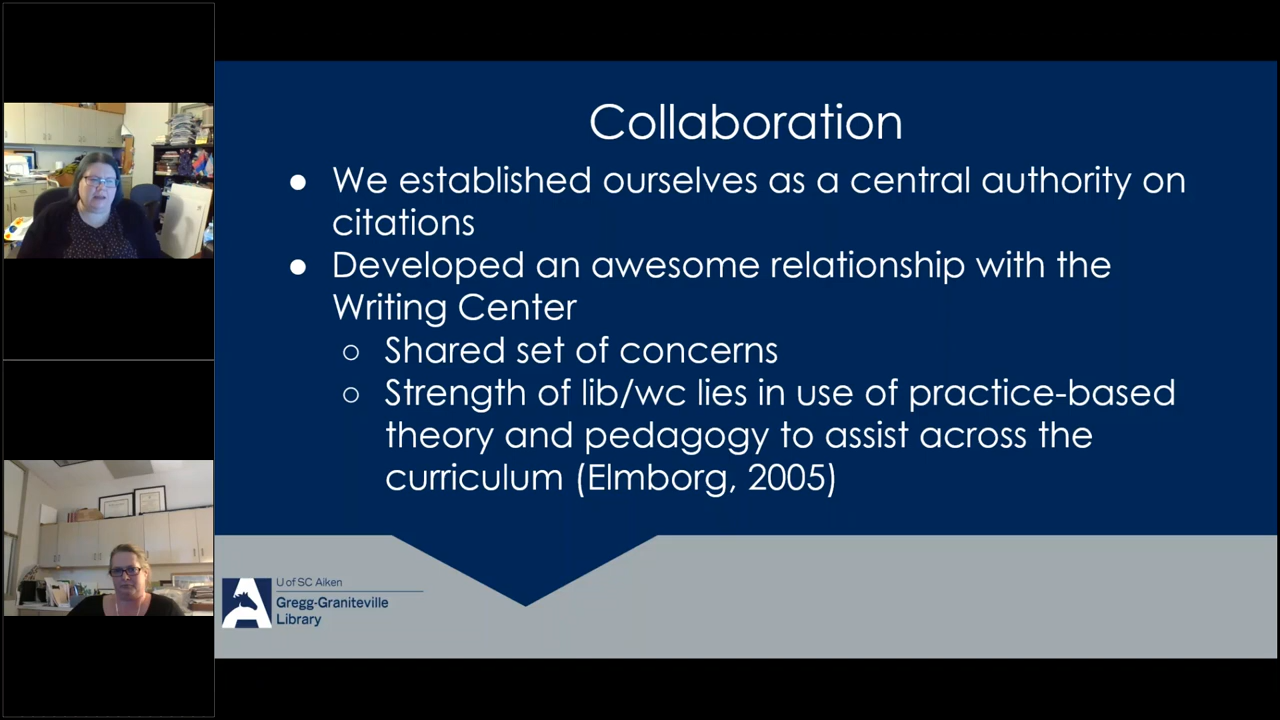 Collaboration
● We established ourselves as a central authority on
citations
● Developed an awesome relationship with the
Writing Center
○ Shared set of concerns
○ Strength of lib/wc lies in use of practice-based
theory and pedagogy to assist across the
curriculum (Elmborg, 2005)
U of SC Aiken
Gregg-Graniteville
Library